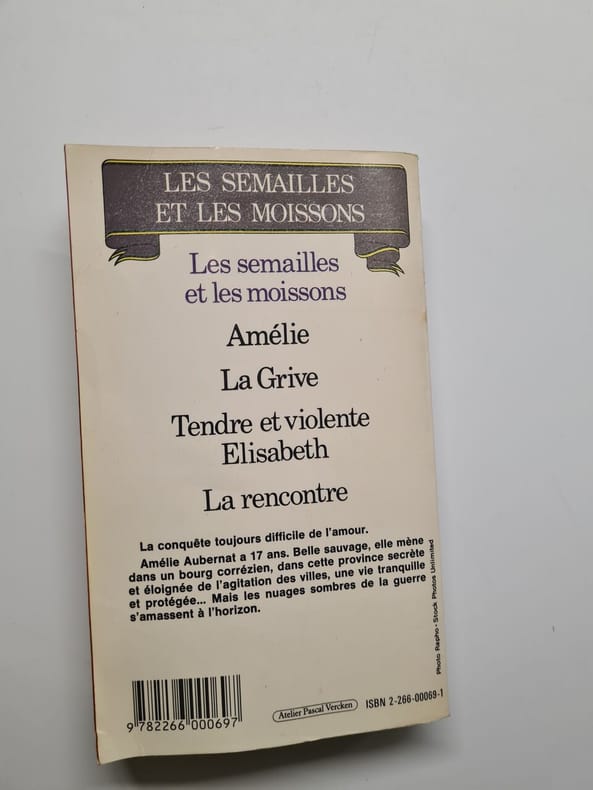 LES SEMAILLES
ET LES MOISSONS
Les semailles
et les moissons
Amélie
La Grive
Tendre et violente
Elisabeth
La rencontre
La conquête toujours difficile de l'amour.
Amélie Aubernat a 17 ans. Belle sauvage, elle mène
dans un bourg corrézien, dans cette province secrète
et éloignée de l'agitation des villes, une vie tranquille
et protégée... Mais les nuages sombres de la guerre
s'amassent à l'horizon.
Photo Rapho - Stock Photos Unlimited
9 782266 000697
Atelier Pascal Vercken
ISBN 2-266-00069-1